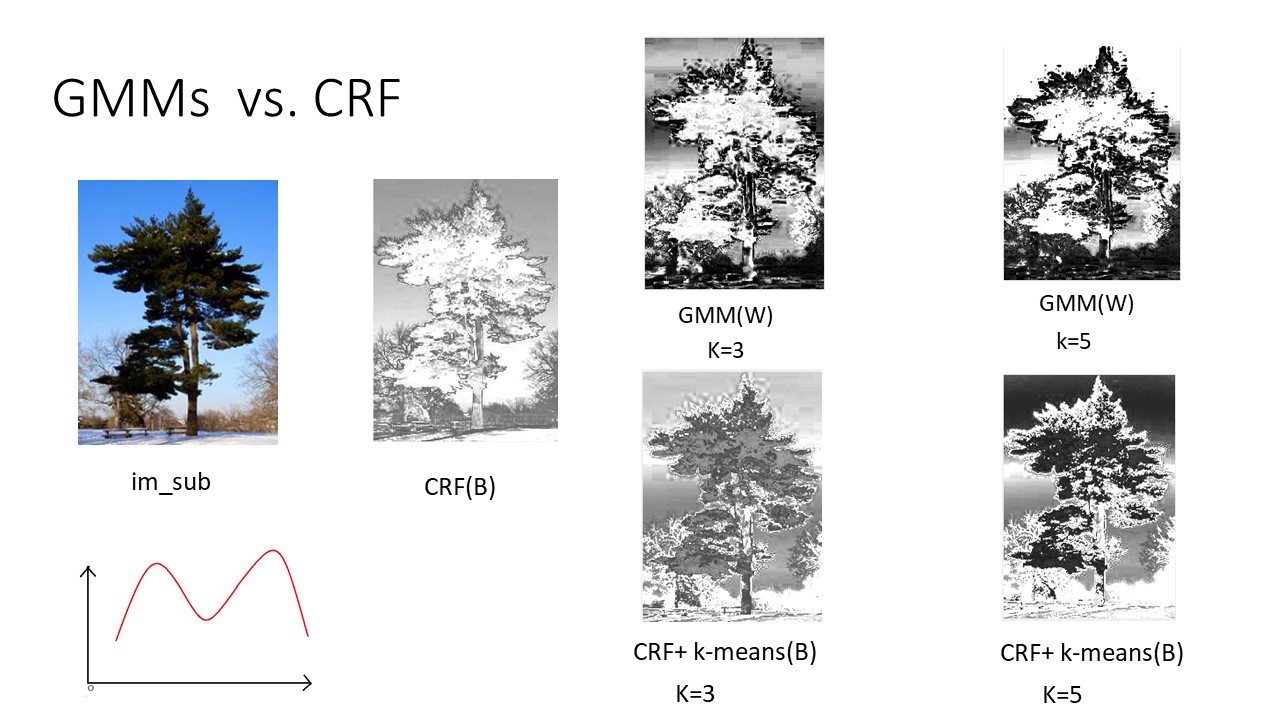 GMMs  vs. CRF
im_sub
CRF(B)
GMM(W)
K=3
GMM(W)
k=5
CRF+ k-means(B)
K=3
CRF+ k-means(B)
K=5
o